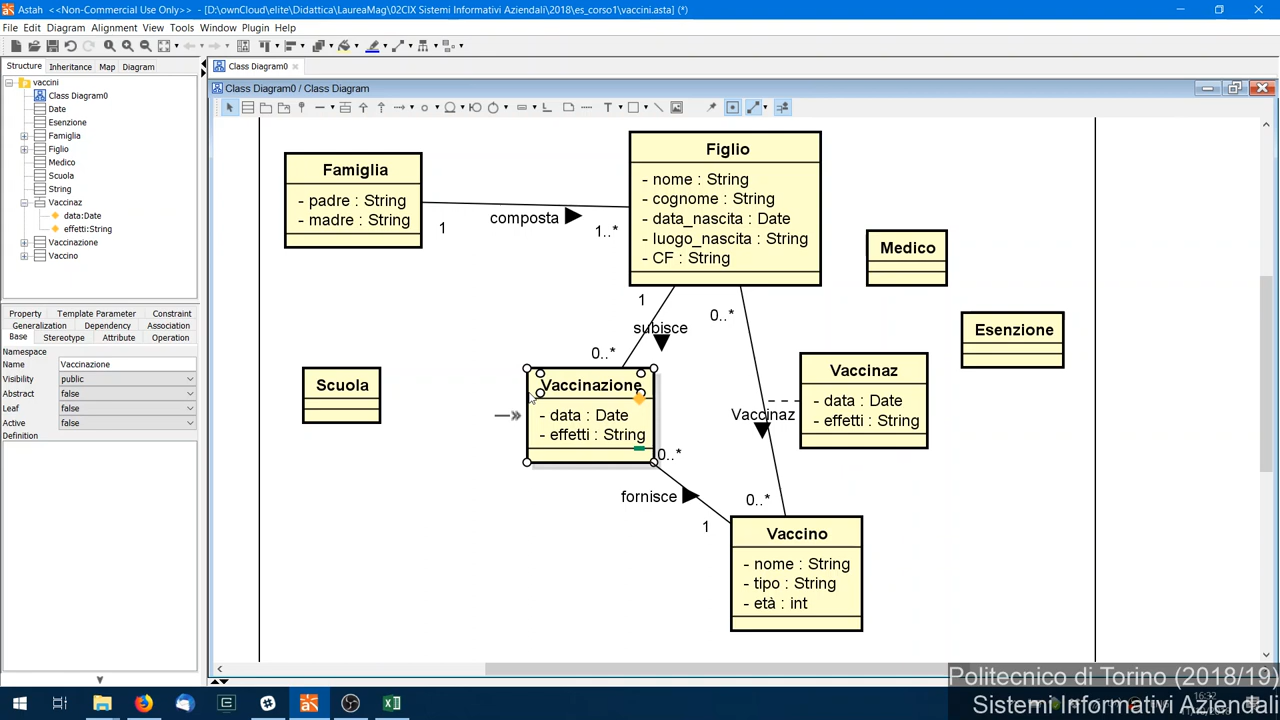 Astah <<Non-Commercial Use Only>> - [D:\ownCloud\elite\Didattica\LaureaMag\02CIX Sistemi Informativi Aziendali\2018\es_corso1\vaccini.asta] (*)
File Edit Diagram Alignment View Tools Window Plugin Help
Structure Inheritance Map Diagram
Class Diagram0
Class Diagram0 / Class Diagram
vaccini
Class Diagram0
Date
Esenzione
Famiglia
Figlio
Medico
Scuola
String
Vaccinaz
data:Date
effetti:String
Vaccinazione
Vaccino
Property Template Parameter Constraint
Generalization Dependency Association
Base Stereotype Attribute Operation
Namespace
Name Vaccinazione
Visibility public
Abstract false
Leaf false
Active false
Definition
Famiglia
- padre : String
- madre : String
composta
1
1..*
Figlio
- nome : String
- cognome : String
- data_nascita : Date
- luogo_nascita : String
- CF : String
Medico
Esenzione
1
subisce
0..*
0..*
Scuola
Vaccinazione
- data : Date
- effetti : String
Vaccinaz
Vaccinaz
- data : Date
- effetti : String
0..*
fornisce
1
0..*
Vaccino
- nome : String
- tipo : String
- età : int
Politecnico di Torino (2018/19)
16:32
Sistemi Informativi Aziendali